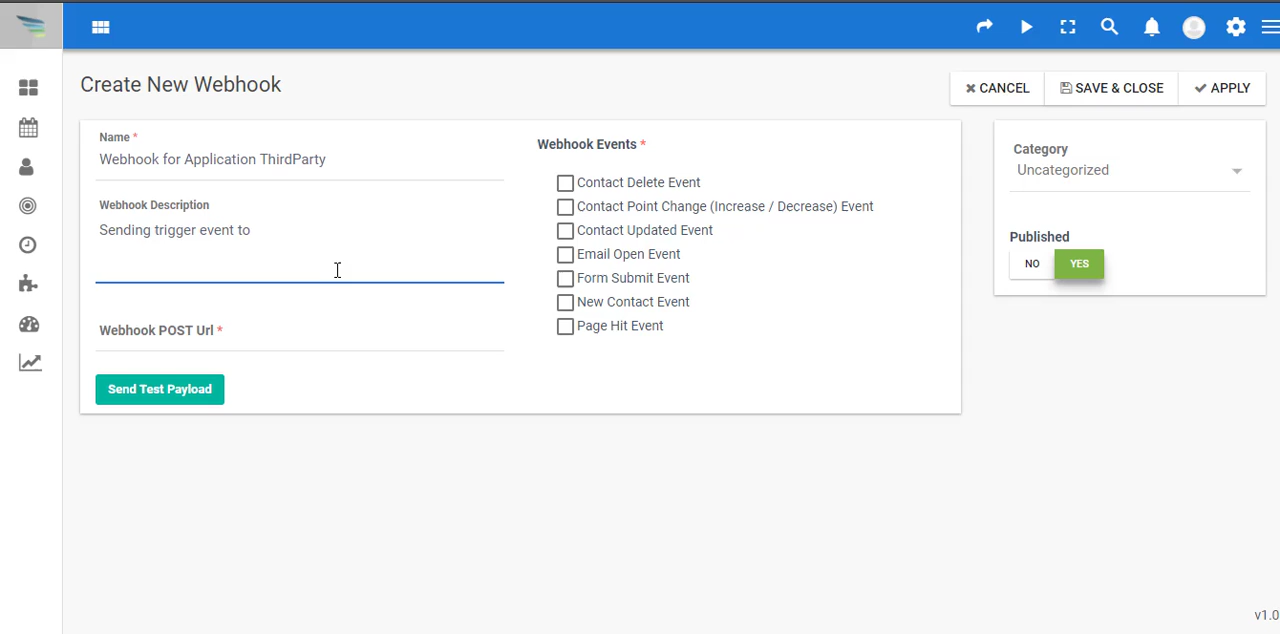 Create New Webhook
CANCEL
SAVE & CLOSE
APPLY
Name *
Webhook for Application ThirdParty
Webhook Description
Sending trigger event to
Webhook POST Url *
Send Test Payload
Webhook Events *
Contact Delete Event
Contact Point Change (Increase / Decrease) Event
Contact Updated Event
Email Open Event
Form Submit Event
New Contact Event
Page Hit Event
Category
Uncategorized
Published
NO
YES
v1.0